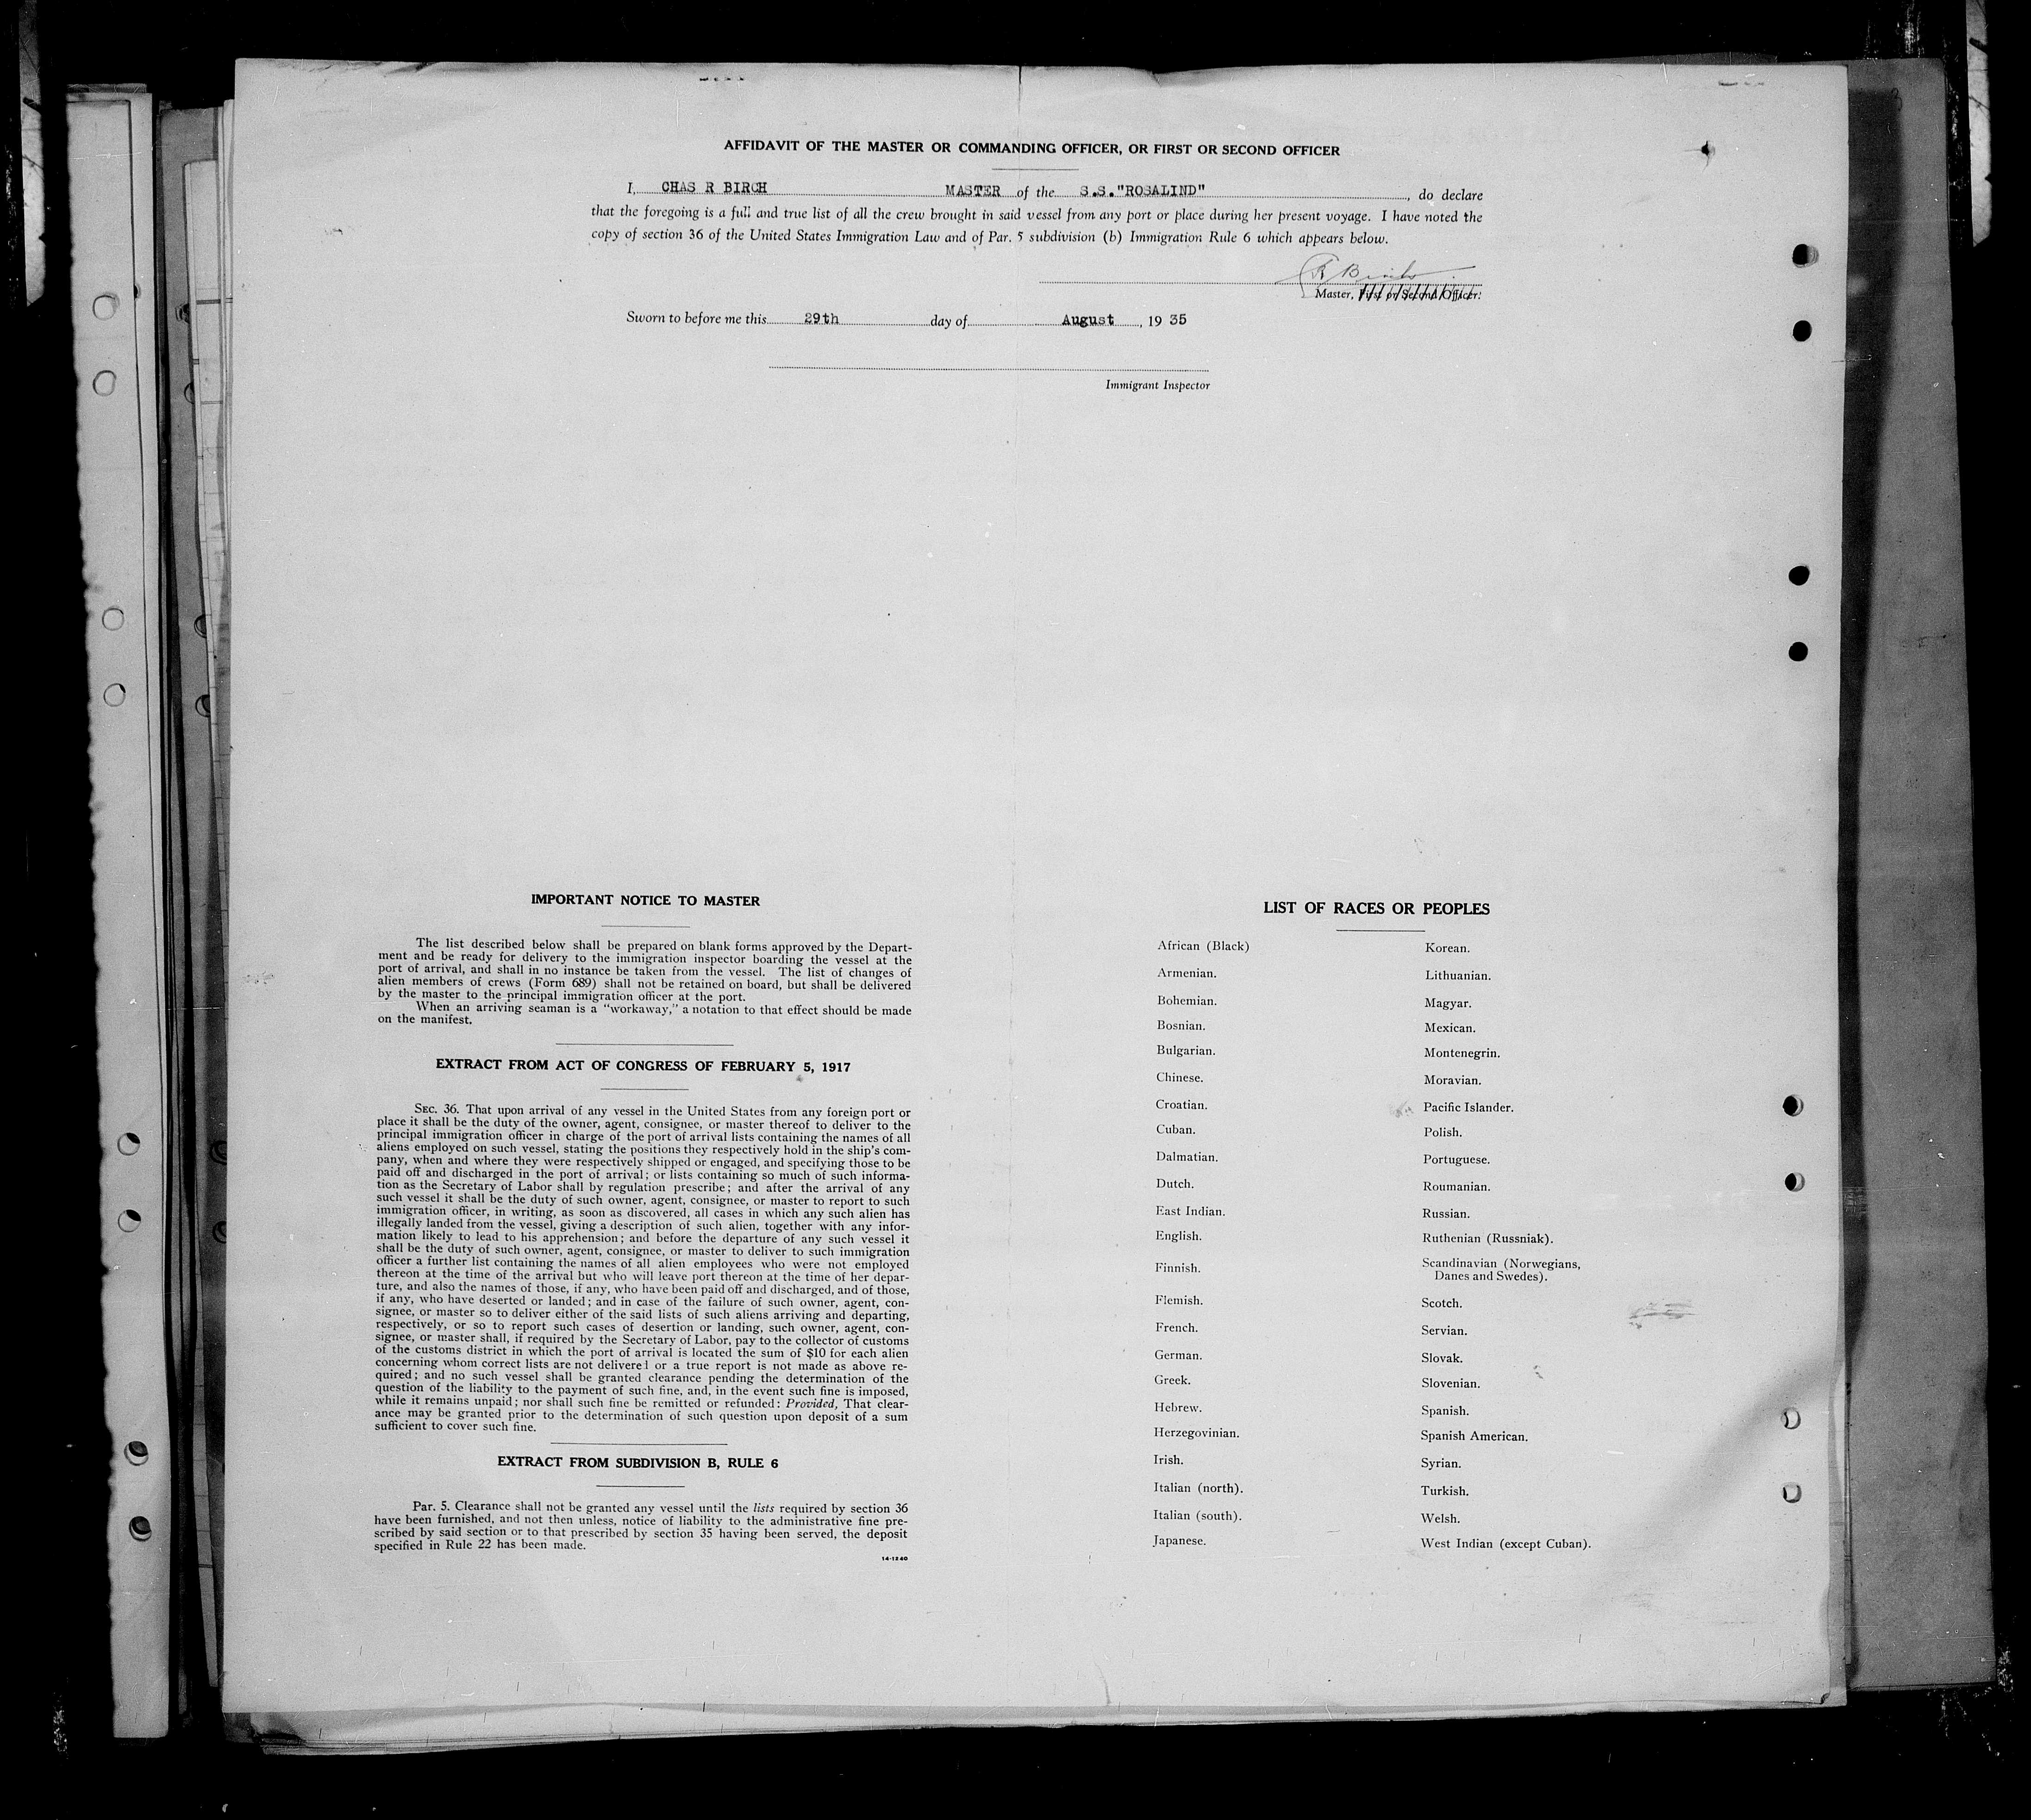 AFFIDAVIT OF THE MASTER OR COMMANDING OFFICER, OR FIRST OR SECOND OFFICER
I, CHAS R BIRCH MASTER of the S.S."ROSALIND", do declare
that the foregoing is a full and true list of all the crew brought in said vessel from any port or place during her present voyage. I have noted the
copy of section 36 of the United States Immigration Law and of Par. 5 subdivision (b) Immigration Rule 6 which appears below.
Master, First or Second Officer.
Sworn to before me this 29th day of August, 19 35
Immigrant Inspector
IMPORTANT NOTICE TO MASTER
The list described below shall be prepared on blank forms approved by the Depart-
ment and be ready for delivery to the immigration inspector boarding the vessel at the
port of arrival, and shall in no instance be taken from the vessel. The list of changes of
alien members of crews (Form 689) shall not be retained on board, but shall be delivered
by the master to the principal immigration officer at the port.
When an arriving seaman is a "workaway," a notation to that effect should be made
on the manifest.
EXTRACT FROM ACT OF CONGRESS OF FEBRUARY 5, 1917
SEC. 36. That upon arrival of any vessel in the United States from any foreign port or
place it shall be the duty of the owner, agent, consignee, or master thereof to deliver to the
principal immigration officer in charge of the port of arrival lists containing the names of all
aliens employed on such vessel, stating the positions they respectively hold in the ship's com-
pany, when and where they were respectively shipped or engaged, and specifying those to be
paid off and discharged in the port of arrival; or lists containing so much of such informa-
tion as the Secretary of Labor shall by regulation prescribe; and after the arrival of any
such vessel it shall be the duty of such owner, agent, consignee, or master to report to such
immigration officer, in writing, as soon as discovered, all cases in which any such alien has
illegally landed from the vessel, giving a description of such alien, together with any infor-
mation likely to lead to his apprehension; and before the departure of any such vessel it
shall be the duty of such owner, agent, consignee, or master to deliver to such immigration
officer a further list containing the names of all alien employees who were not employed
thereon at the time of the arrival but who will leave port thereon at the time of her depar-
ture, and also the names of those, if any, who have been paid off and discharged, and of those,
if any, who have deserted or landed; and in case of the failure of such owner, agent, con-
signee, or master so to deliver either of the said lists of such aliens arriving and departing,
respectively, or so to report such cases of desertion or landing, such owner, agent, con-
signee, or master shall, if required by the Secretary of Labor, pay to the collector of customs
of the customs district in which the port of arrival is located the sum of $10 for each alien
concerning whom correct lists are not delivered or a true report is not made as above re-
quired; and no such vessel shall be granted clearance pending the determination of the
question of the liability to the payment of such fine, and, in the event such fine is imposed,
while it remains unpaid; nor shall such fine be remitted or refunded: Provided, That clear-
ance may be granted prior to the determination of such question upon deposit of a sum
sufficient to cover such fine.
EXTRACT FROM SUBDIVISION B, RULE 6
Par. 5. Clearance shall not be granted any vessel until the lists required by section 36
have been furnished, and not then unless, notice of liability to the administrative fine pre-
scribed by said section or to that prescribed by section 35 having been served, the deposit
specified in Rule 22 has been made.
14-1240
LIST OF RACES OR PEOPLES
African (Black)
Armenian.
Bohemian.
Bosnian.
Bulgarian.
Chinese.
Croatian.
Cuban.
Dalmatian.
Dutch.
East Indian.
English.
Finnish.
Flemish.
French.
German.
Greek.
Hebrew.
Herzegovinian.
Irish.
Italian (north).
Italian (south).
Japanese.
Korean.
Lithuanian.
Magyar.
Mexican.
Montenegrin.
Moravian.
Pacific Islander.
Polish.
Portuguese.
Roumanian.
Russian.
Ruthenian (Russniak).
Scandinavian (Norwegians,
Danes and Swedes).
Scotch.
Servian.
Slovak.
Slovenian.
Spanish.
Spanish American.
Syrian.
Turkish.
Welsh.
West Indian (except Cuban).